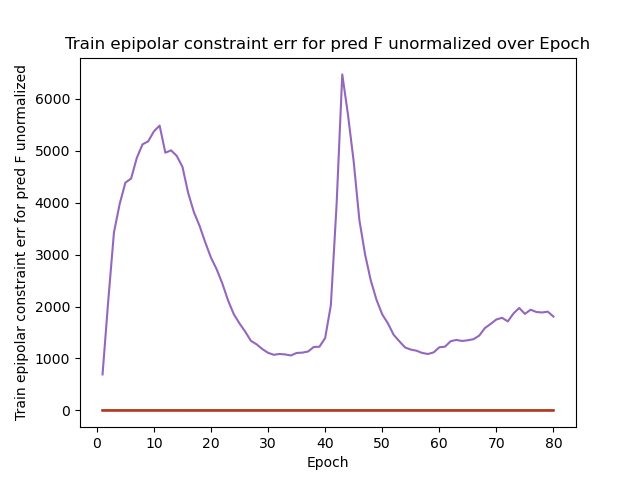 Train epipolar constraint err for pred F unormalized over Epoch
Train epipolar constraint err for pred F unormalized
6000
5000
4000
3000
2000
1000
0
0 10 20 30 40 50 60 70 80
Epoch